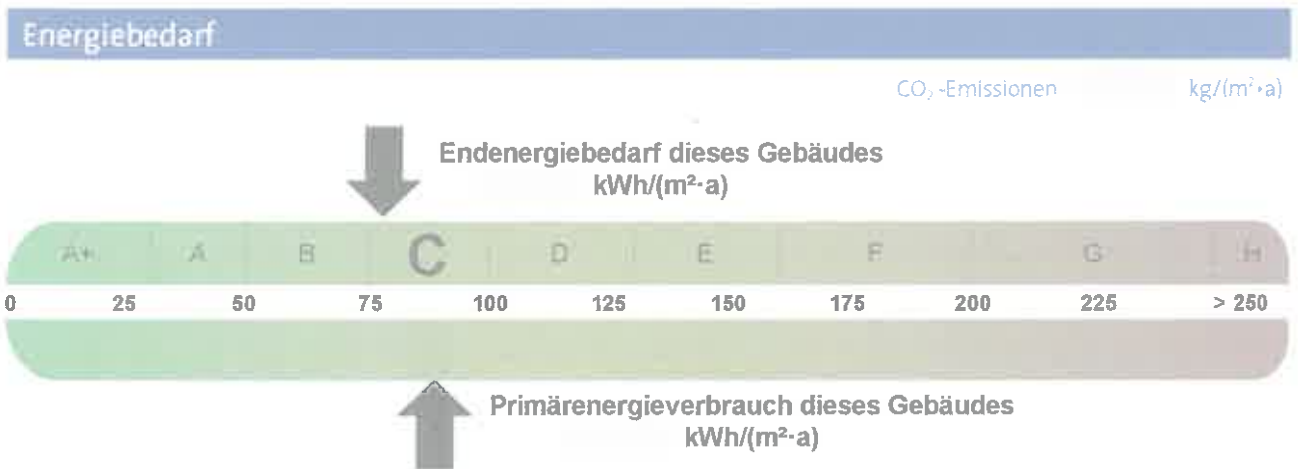 Energiebedarf
CO₂-Emissionen kg/(m²·a)
Endenergiebedarf dieses Gebäudes
kWh/(m²·a)
A+ A B C D E F G H
0 25 50 75 100 125 150 175 200 225 > 250
Primärenergieverbrauch dieses Gebäudes
kWh/(m²·a)